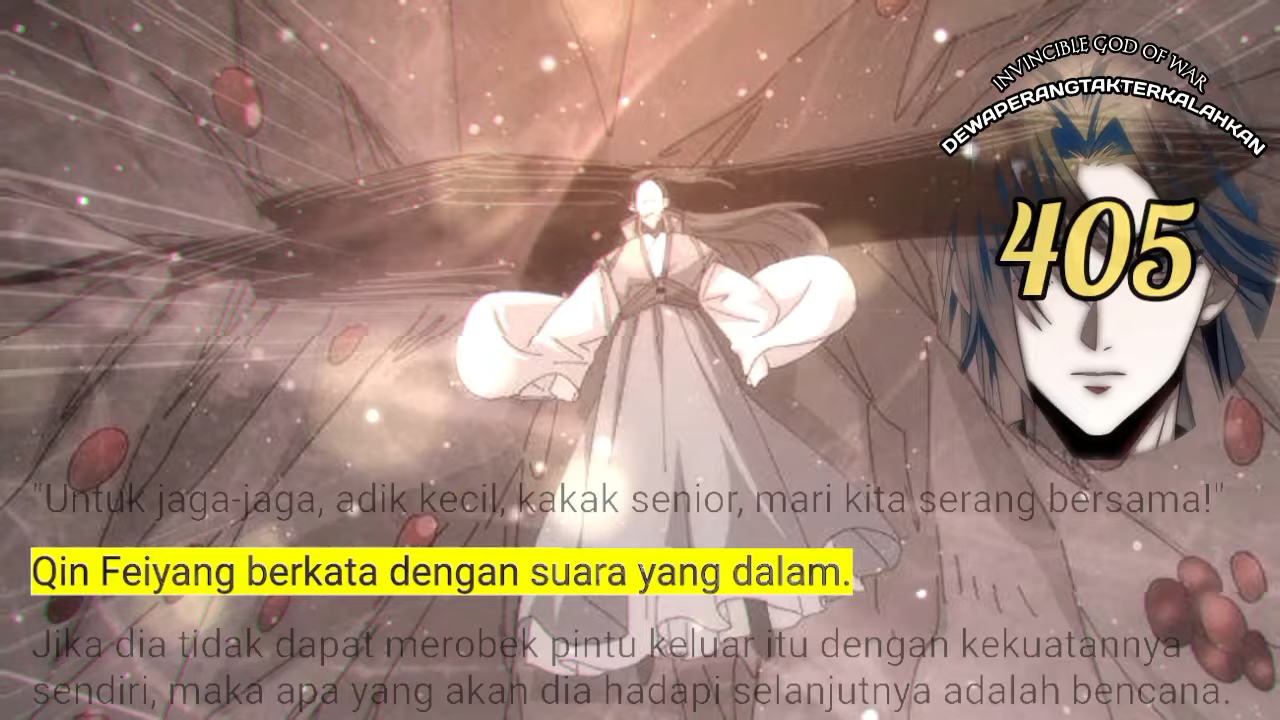 INVINCIBLE GOD OF WAR
DEWAPERANGTAKTERKALAHKAN
405
"Untuk jaga-jaga, adik kecil, kakak senior, mari kita serang bersama!"
Qin Feiyang berkata dengan suara yang dalam.
Jika dia tidak dapat merobek pintu keluar itu dengan kekuatannya
sendiri, maka apa yang akan dia hadapi selanjutnya adalah bencana.